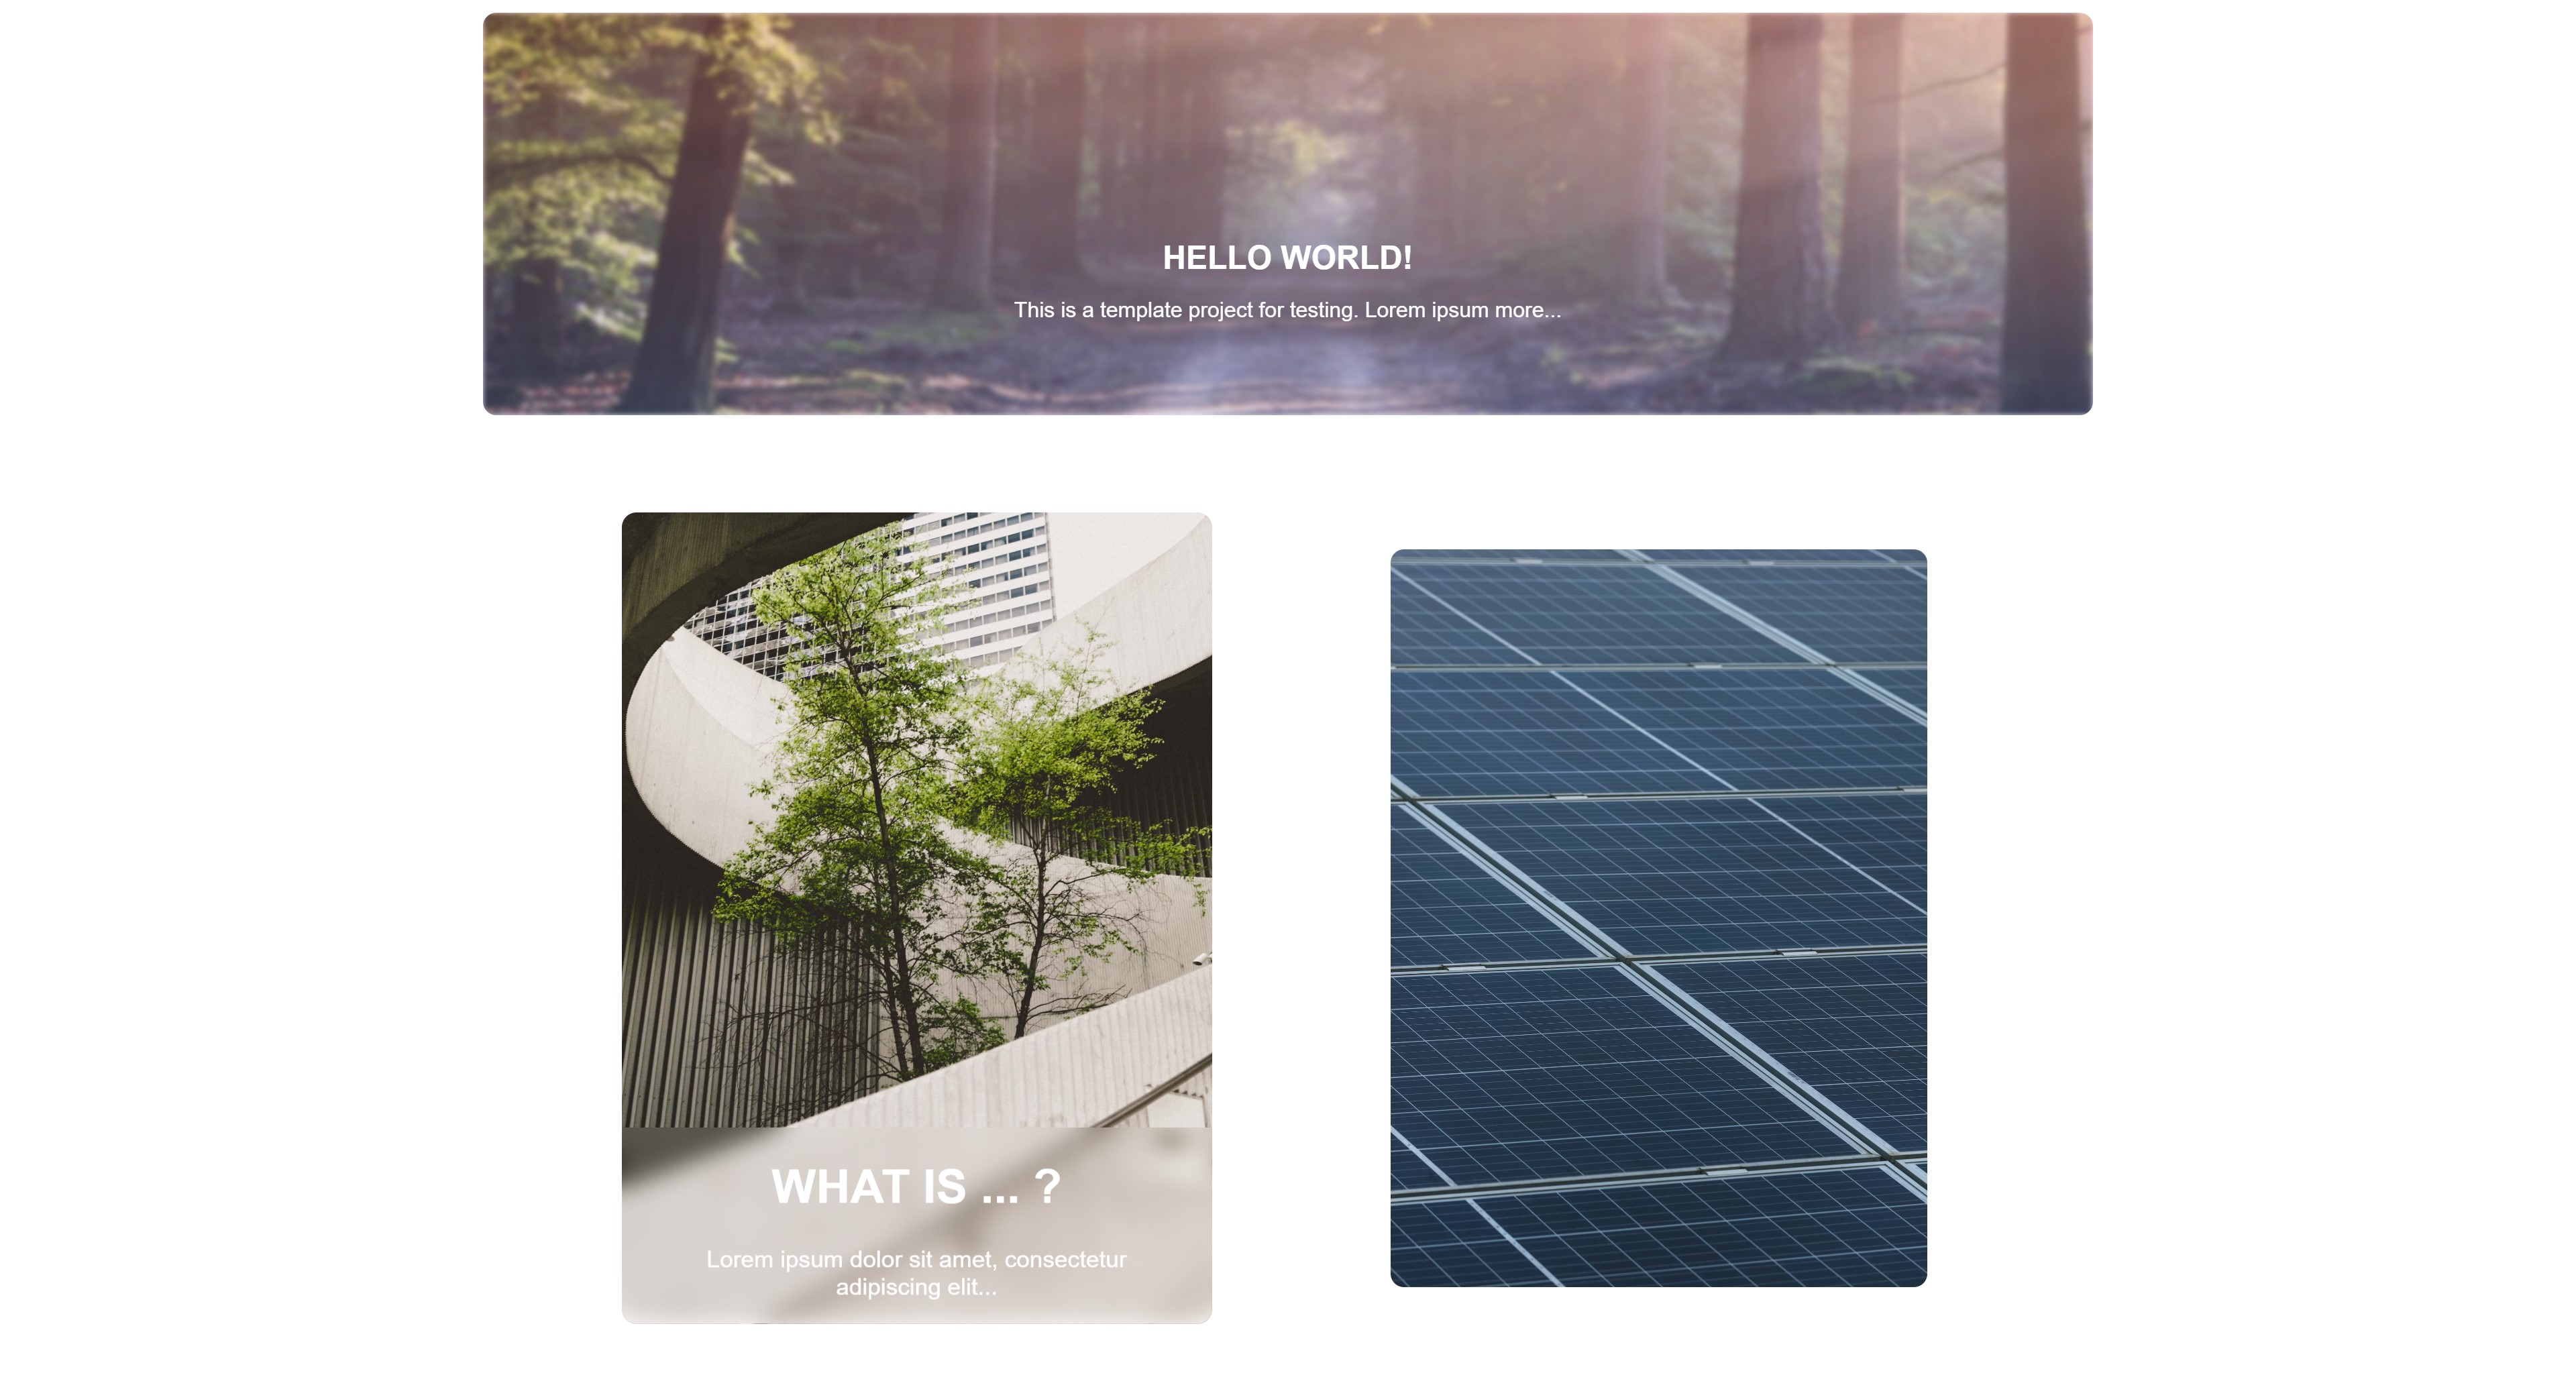 HELLO WORLD!
This is a template project for testing. Lorem ipsum more...
WHAT IS ... ?
Lorem ipsum dolor sit amet, consectetur
adipiscing elit...